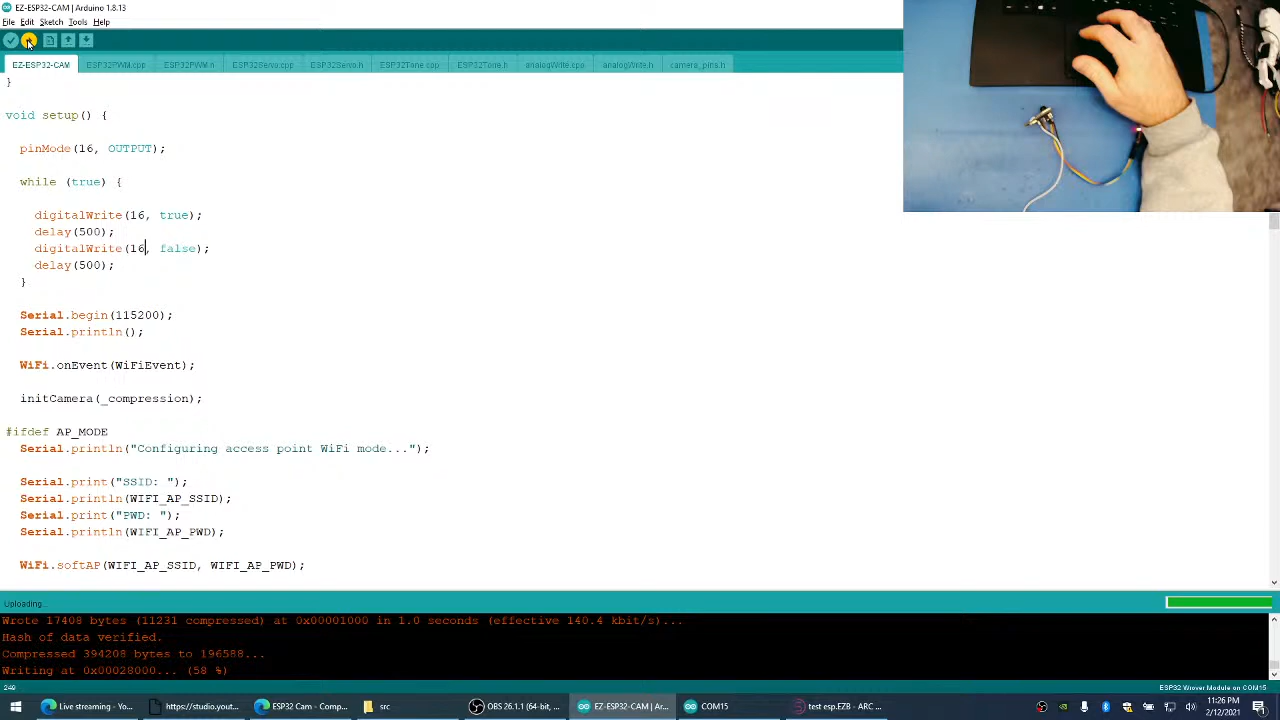 EZ-ESP32-CAM | Arduino 1.8.13
File Edit Sketch Tools Help
EZ-ESP32-CAM ESP32PWM.cpp ESP32PWM.h ESP32Servo.cpp ESP32Servo.h ESP32Tone.cpp ESP32Tone.h analogWrite.cpp analogWrite.h camera_pins.h
}
void setup() {
pinMode(16, OUTPUT);
while (true) {
digitalWrite(16, true);
delay(500);
digitalWrite(16, false);
delay(500);
}
Serial.begin(115200);
Serial.println();
WiFi.onEvent(WiFiEvent);
initCamera(_compression);
#ifdef AP_MODE
Serial.println("Configuring access point WiFi mode...");
Serial.print("SSID: ");
Serial.println(WIFI_AP_SSID);
Serial.print("PWD: ");
Serial.println(WIFI_AP_PWD);
WiFi.softAP(WIFI_AP_SSID, WIFI_AP_PWD);
Uploading...
Wrote 17408 bytes (11231 compressed) at 0x00001000 in 1.0 seconds (effective 140.4 kbit/s)...
Hash of data verified.
Compressed 394208 bytes to 196588...
Writing at 0x00028000... (58 %)
249 ESP32 Wrover Module on COM15
Live streaming - Yo... https://studio.yout... ESP32 Cam - Comp... src OBS 26.1.1 (64-bit, ... EZ-ESP32-CAM | Ar... COM15 test esp.EZB - ARC ... 11:26 PM
2/12/2021